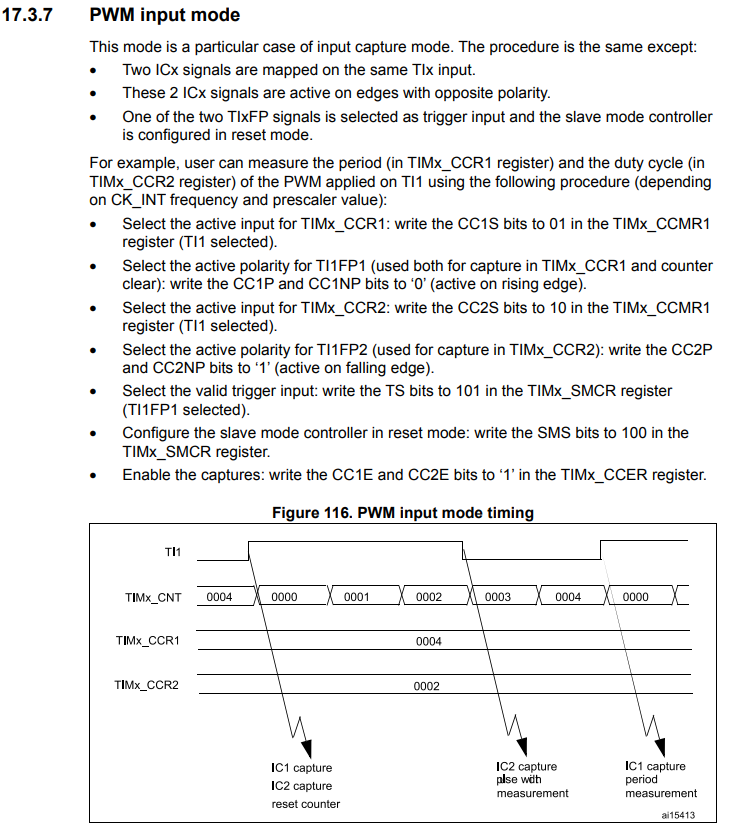 17.3.7 PWM input mode
This mode is a particular case of input capture mode. The procedure is the same except:
• Two ICx signals are mapped on the same TIx input.
• These 2 ICx signals are active on edges with opposite polarity.
• One of the two TIxFP signals is selected as trigger input and the slave mode controller
is configured in reset mode.
For example, user can measure the period (in TIMx_CCR1 register) and the duty cycle (in
TIMx_CCR2 register) of the PWM applied on TI1 using the following procedure (depending
on CK_INT frequency and prescaler value):
• Select the active input for TIMx_CCR1: write the CC1S bits to 01 in the TIMx_CCMR1
register (TI1 selected).
• Select the active polarity for TI1FP1 (used both for capture in TIMx_CCR1 and counter
clear): write the CC1P and CC1NP bits to ‘0’ (active on rising edge).
• Select the active input for TIMx_CCR2: write the CC2S bits to 10 in the TIMx_CCMR1
register (TI1 selected).
• Select the active polarity for TI1FP2 (used for capture in TIMx_CCR2): write the CC2P
and CC2NP bits to ‘1’ (active on falling edge).
• Select the valid trigger input: write the TS bits to 101 in the TIMx_SMCR register
(TI1FP1 selected).
• Configure the slave mode controller in reset mode: write the SMS bits to 100 in the
TIMx_SMCR register.
• Enable the captures: write the CC1E and CC2E bits to ‘1’ in the TIMx_CCER register.
Figure 116. PWM input mode timing
TI1
TIMx_CNT 0004 0000 0001 0002 0003 0004 0000
TIMx_CCR1 0004
TIMx_CCR2 0002
IC1 capture
IC2 capture
reset counter
IC2 capture
plse with
measurement
IC1 capture
period
measurement
ai15413